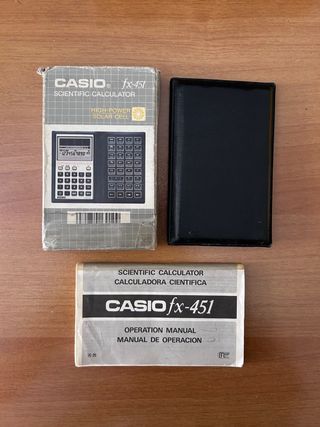 CASIO® fx-451
SCIENTIFIC CALCULATOR
HIGH-POWER
SOLAR CELL
SCIENTIFIC CALCULATOR
CALCULADORA CIENTIFICA
CASIO fx-451
OPERATION MANUAL
MANUAL DE OPERACION